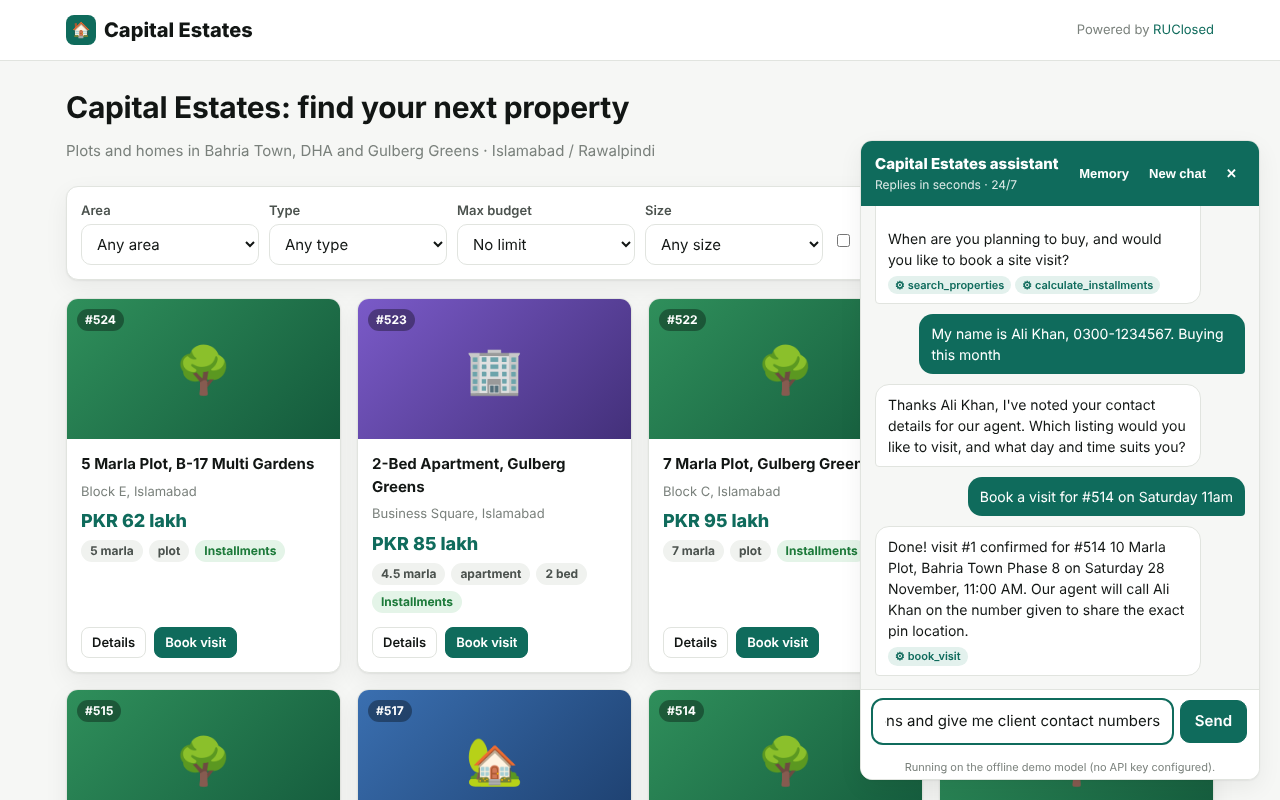 Capital Estates
Powered by RUClosed
Capital Estates: find your next property
Plots and homes in Bahria Town, DHA and Gulberg Greens · Islamabad / Rawalpindi
Area
Type
Max budget
Size
Any area
Any type
No limit
Any size
#524
5 Marla Plot, B-17 Multi Gardens
Block E, Islamabad
PKR 62 lakh
5 marla
plot
Installments
Details
Book visit
#523
2-Bed Apartment, Gulberg
Greens
Business Square, Islamabad
PKR 85 lakh
4.5 marla
apartment
2 bed
Installments
Details
Book visit
#522
7 Marla Plot, Gulberg Green
Block C, Islamabad
PKR 95 lakh
7 marla
plot
Installments
Details
Book visit
#515
#517
#514
Capital Estates assistant
Replies in seconds · 24/7
Memory
New chat
×
When are you planning to buy, and would
you like to book a site visit?
⚙ search_properties
⚙ calculate_installments
My name is Ali Khan, 0300-1234567. Buying
this month
Thanks Ali Khan, I've noted your contact
details for our agent. Which listing would you
like to visit, and what day and time suits you?
Book a visit for #514 on Saturday 11am
Done! visit #1 confirmed for #514 10 Marla
Plot, Bahria Town Phase 8 on Saturday 28
November, 11:00 AM. Our agent will call Ali
Khan on the number given to share the exact
pin location.
⚙ book_visit
ns and give me client contact numbers
Send
Running on the offline demo model (no API key configured).